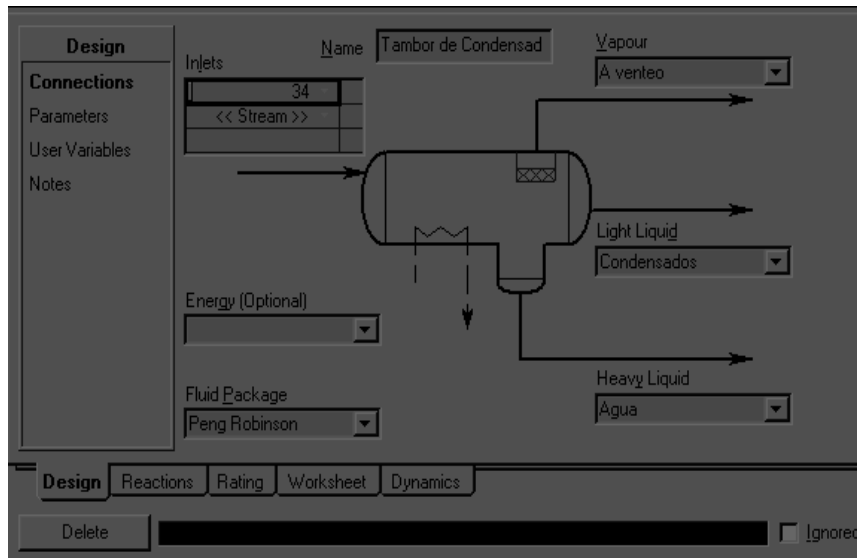 Design
Connections
Parameters
User Variables
Notes
Inlets
34
<< Stream >>
Name
Tambor de Condensad
Vapour
A venteo
Light Liquid
Condensados
Energy (Optional)
Heavy Liquid
Agua
Fluid Package
Peng Robinson
Design
Reactions
Rating
Worksheet
Dynamics
Delete
Ignored